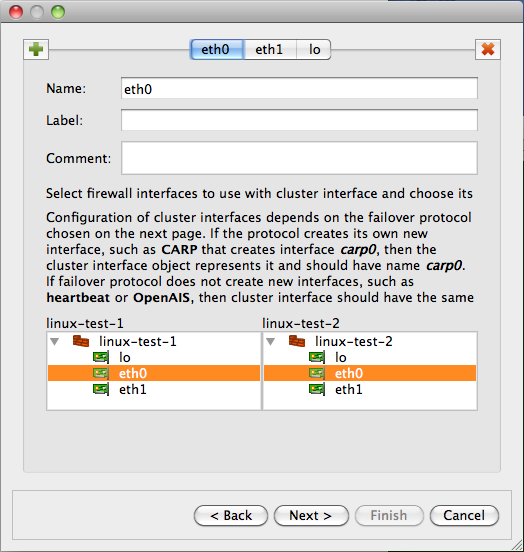 eth0 eth1 lo
Name: eth0
Label:
Comment:
Select firewall interfaces to use with cluster interface and choose its
Configuration of cluster interfaces depends on the failover protocol
chosen on the next page. If the protocol creates its own new
interface, such as CARP that creates interface carp0, then the
cluster interface object represents it and should have name carp0.
If failover protocol does not create new interfaces, such as
heartbeat or OpenAIS, then cluster interface should have the same
linux-test-1 linux-test-2
linux-test-1 linux-test-2
lo lo
eth0 eth0
eth1 eth1
< Back Next > Finish Cancel